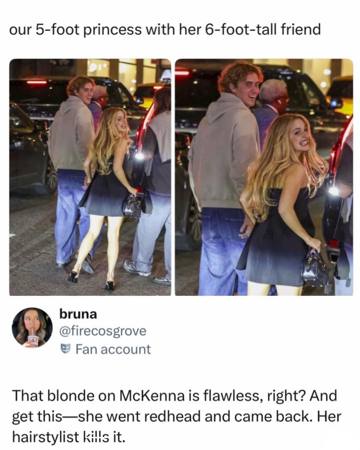 our 5-foot princess with her 6-foot-tall friend
bruna
@firecosgrove
Fan account
That blonde on McKenna is flawless, right? And
get this—she went redhead and came back. Her
hairstylist kills it.